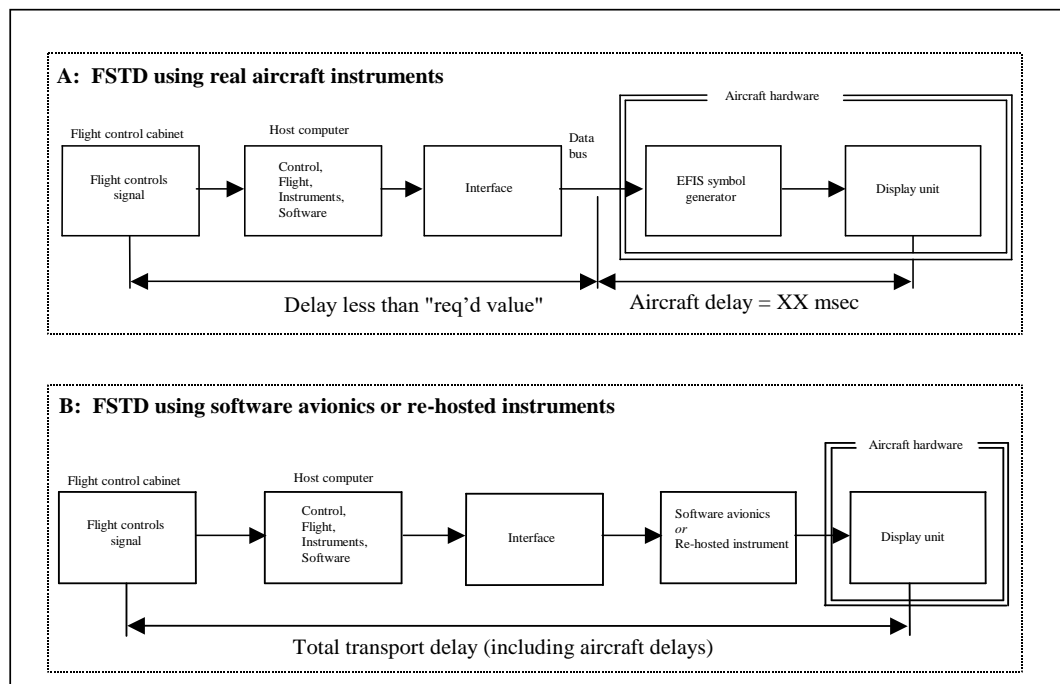 A: FSTD using real aircraft instruments
Aircraft hardware
Flight control cabinet
Host computer
Data
bus
Flight controls
signal
Control,
Flight,
Instruments,
Software
Interface
EFIS symbol
generator
Display unit
Delay less than "req’d value"
Aircraft delay = XX msec
B: FSTD using software avionics or re-hosted instruments
Aircraft hardware
Flight control cabinet
Host computer
Flight controls
signal
Control,
Flight,
Instruments,
Software
Interface
Software avionics
or
Re-hosted instrument
Display unit
Total transport delay (including aircraft delays)